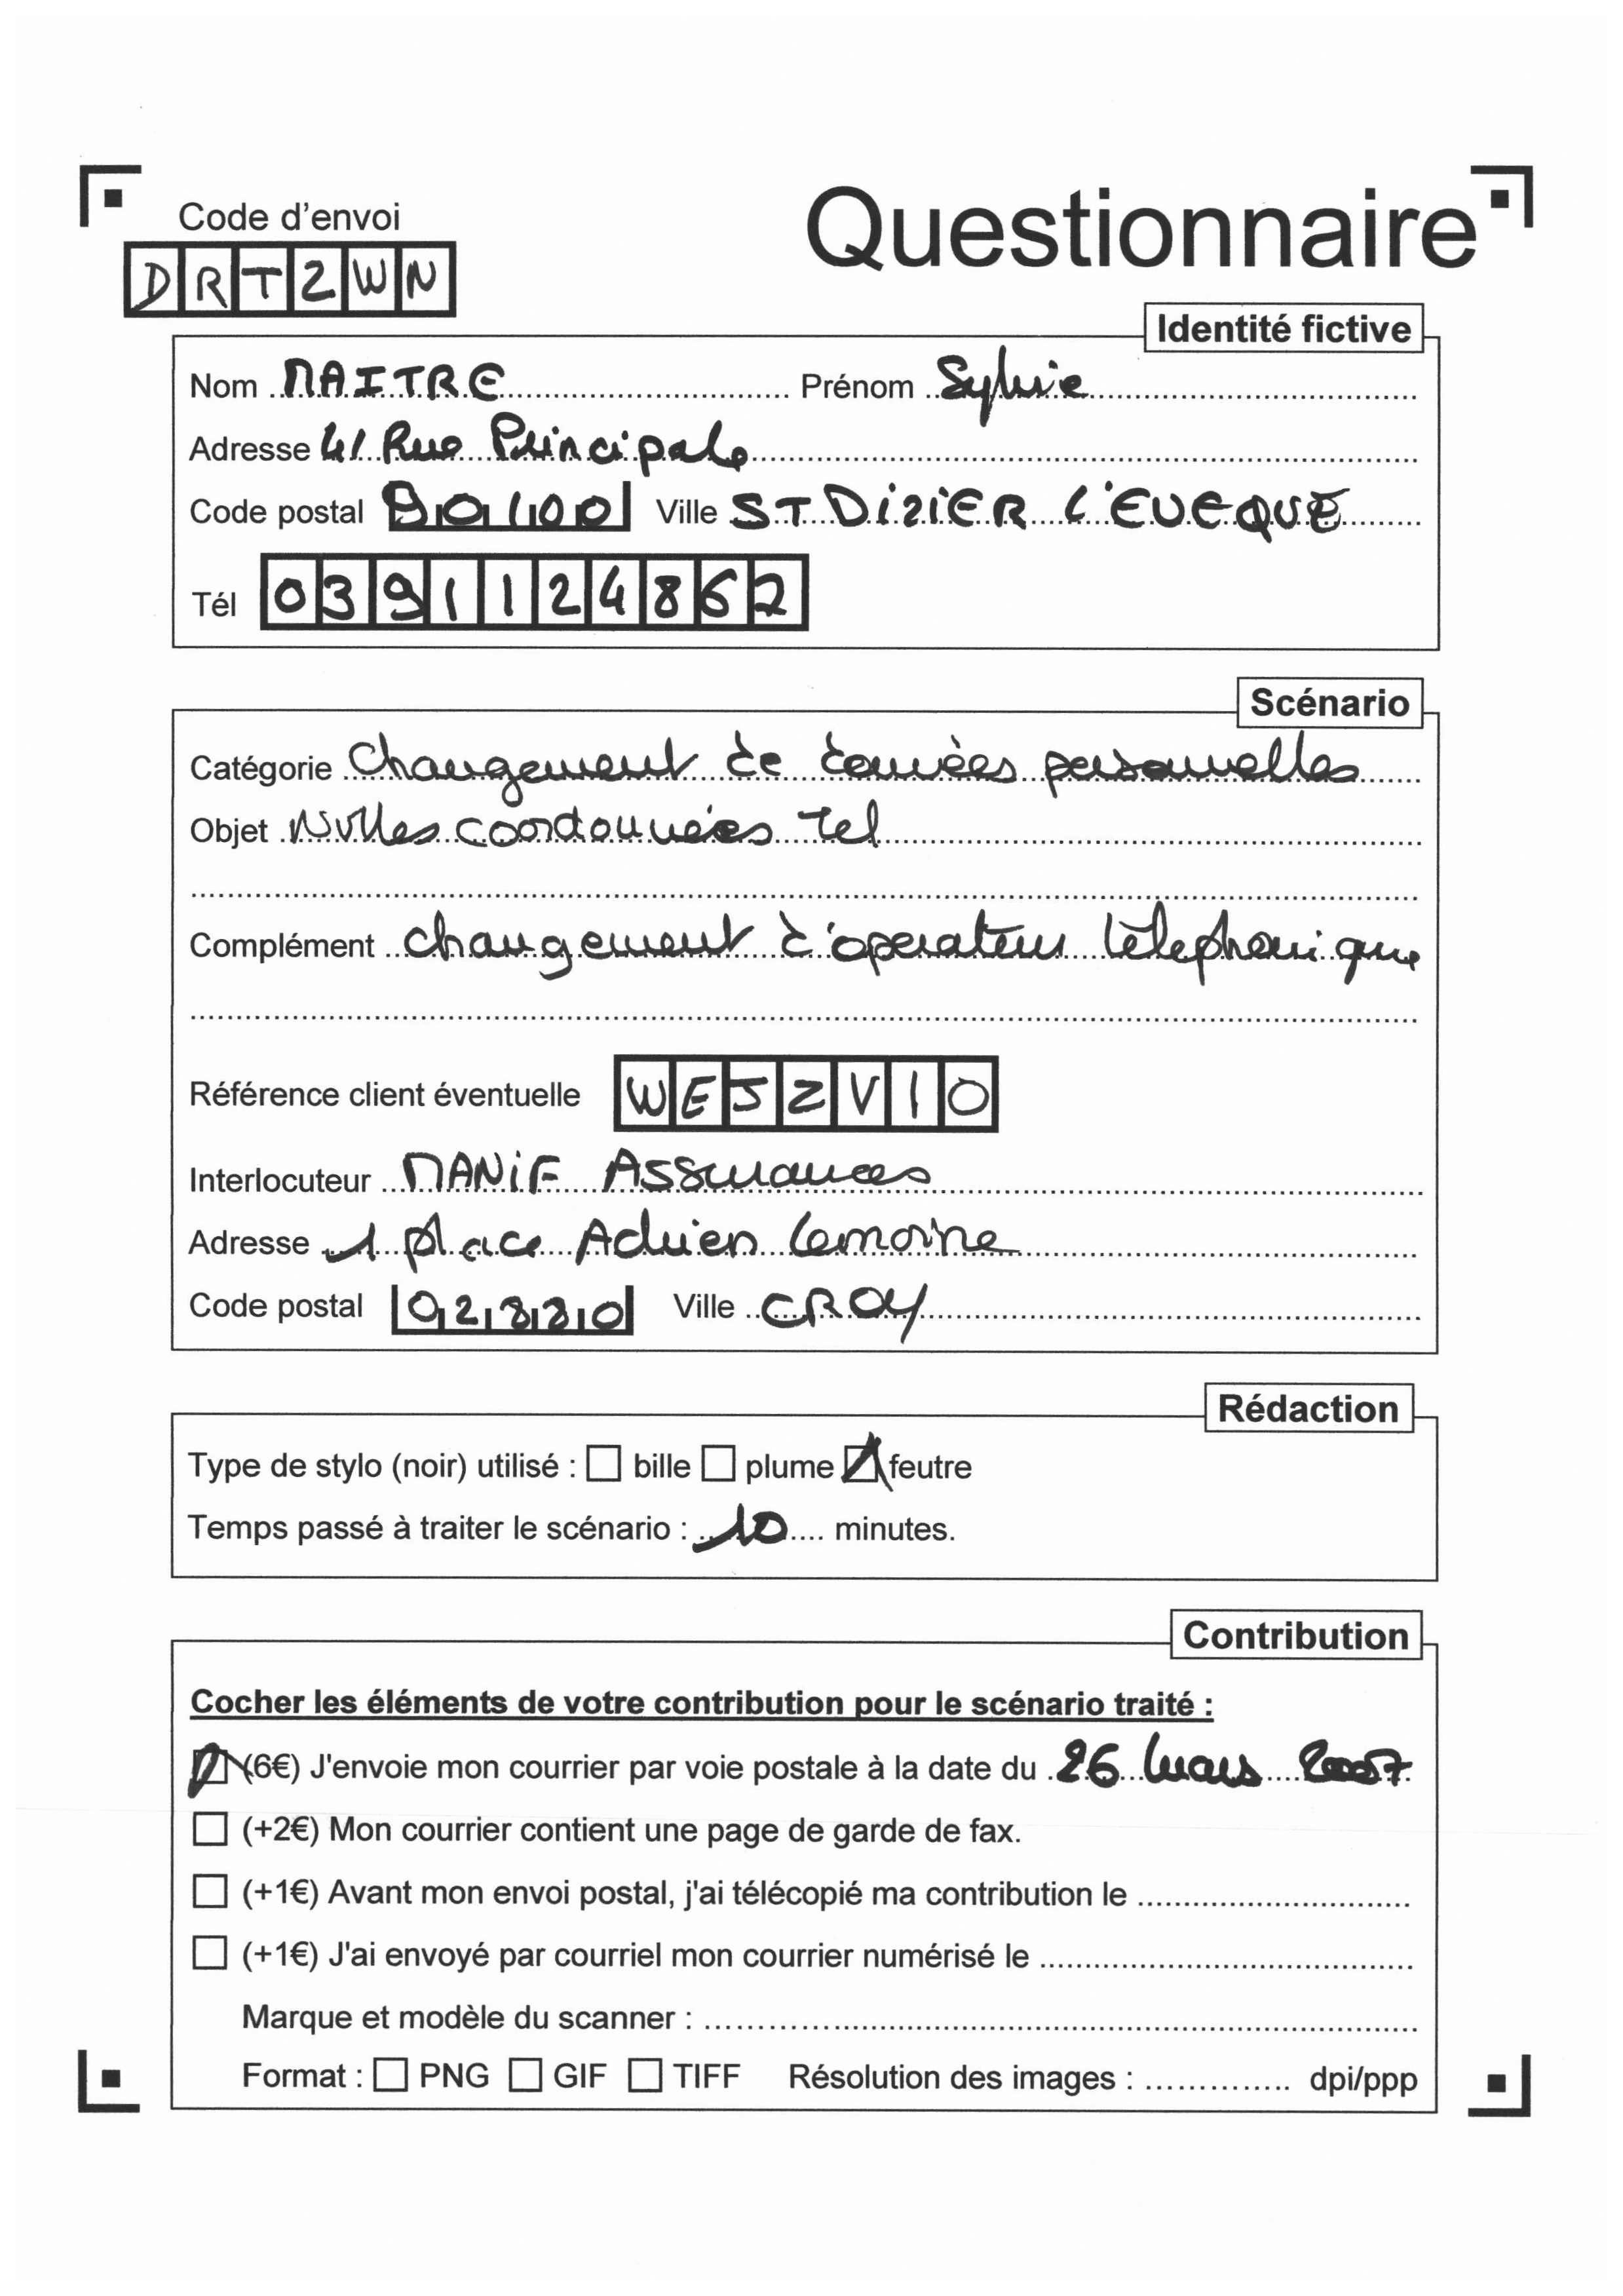 Code d'envoi
DRTZWN
Questionnaire
Identité fictive
Nom MAITRE Prénom Sylvie
Adresse 41 Rue Principale
Code postal 90100 Ville ST DiZiER L'EVEQUE
Tél 0391124862
Scénario
Catégorie Changement de données personnelles
Objet Nvlles coordonnées tel
Complément changement d'operateur télephonique
Référence client éventuelle WESZV10
Interlocuteur MANiF Assurances
Adresse 1 place Adrien Lemoine
Code postal 02880 Ville CROY
Rédaction
Type de stylo (noir) utilisé : bille plume feutre
Temps passé à traiter le scénario : 10 minutes.
Contribution
Cocher les éléments de votre contribution pour le scénario traité :
(6€) J'envoie mon courrier par voie postale à la date du 26 mars 2007
(+2€) Mon courrier contient une page de garde de fax.
(+1€) Avant mon envoi postal, j'ai télécopié ma contribution le
(+1€) J'ai envoyé par courriel mon courrier numérisé le
Marque et modèle du scanner :
Format : PNG GIF TIFF Résolution des images : dpi/ppp